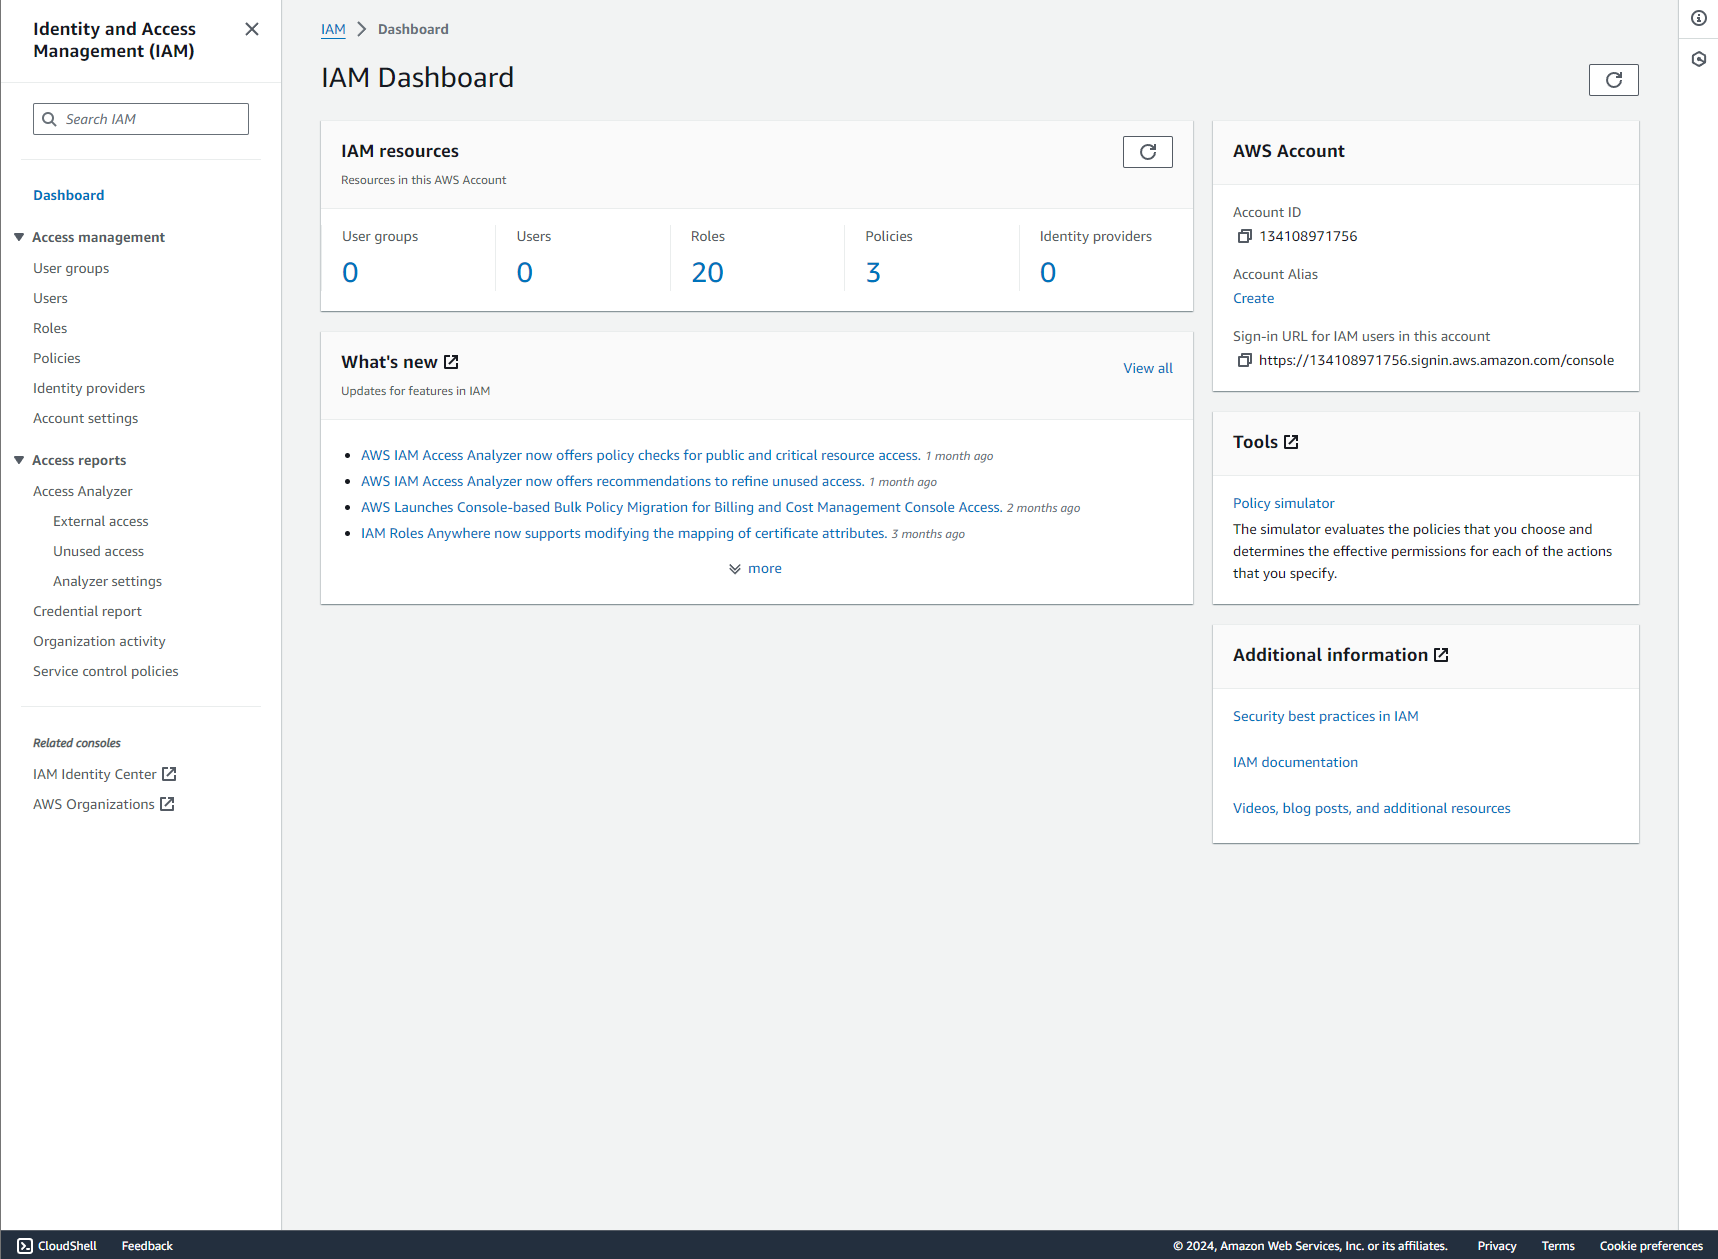 Identity and Access
Management (IAM)
Search IAM
Dashboard
Access management
User groups
Users
Roles
Policies
Identity providers
Account settings
Access reports
Access Analyzer
External access
Unused access
Analyzer settings
Credential report
Organization activity
Service control policies
Related consoles
IAM Identity Center
AWS Organizations
IAM > Dashboard
IAM Dashboard
IAM resources
Resources in this AWS Account
User groups Users Roles Policies Identity providers
0 0 20 3 0
What's new
View all
Updates for features in IAM
AWS IAM Access Analyzer now offers policy checks for public and critical resource access. 1 month ago
AWS IAM Access Analyzer now offers recommendations to refine unused access. 1 month ago
AWS Launches Console-based Bulk Policy Migration for Billing and Cost Management Console Access. 2 months ago
IAM Roles Anywhere now supports modifying the mapping of certificate attributes. 3 months ago
more
AWS Account
Account ID
134108971756
Account Alias
Create
Sign-in URL for IAM users in this account
https://134108971756.signin.aws.amazon.com/console
Tools
Policy simulator
The simulator evaluates the policies that you choose and
determines the effective permissions for each of the actions
that you specify.
Additional information
Security best practices in IAM
IAM documentation
Videos, blog posts, and additional resources
CloudShell Feedback © 2024, Amazon Web Services, Inc. or its affiliates. Privacy Terms Cookie preferences